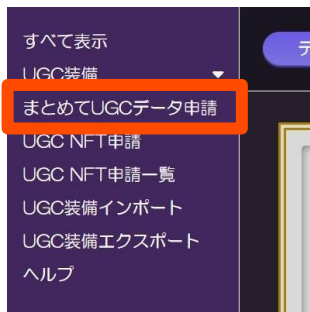 すべて表示
UGC装備
まとめてUGCデータ申請
UGC NFT申請
UGC NFT申請一覧
UGC装備インポート
UGC装備エクスポート
ヘルプ